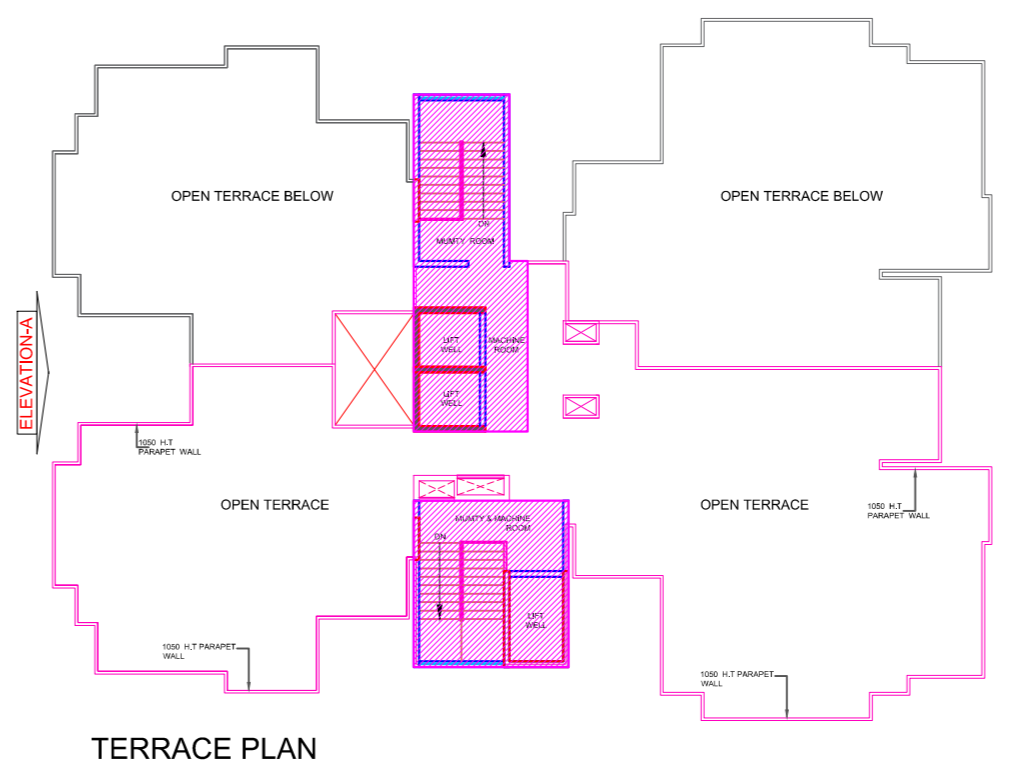 OPEN TERRACE BELOW
OPEN TERRACE BELOW
DN
MUMTY ROOM
ELEVATION-A
LIFT
WELL
MACHINE
ROOM
LIFT
WELL
1050 H.T
PARAPET WALL
OPEN TERRACE
OPEN TERRACE
1050 H.T
PARAPET WALL
MUMTY & MACHINE
ROOM
DN
LIFT
WELL
1050 H.T PARAPET
WALL
1050 H.T PARAPET
WALL
TERRACE PLAN